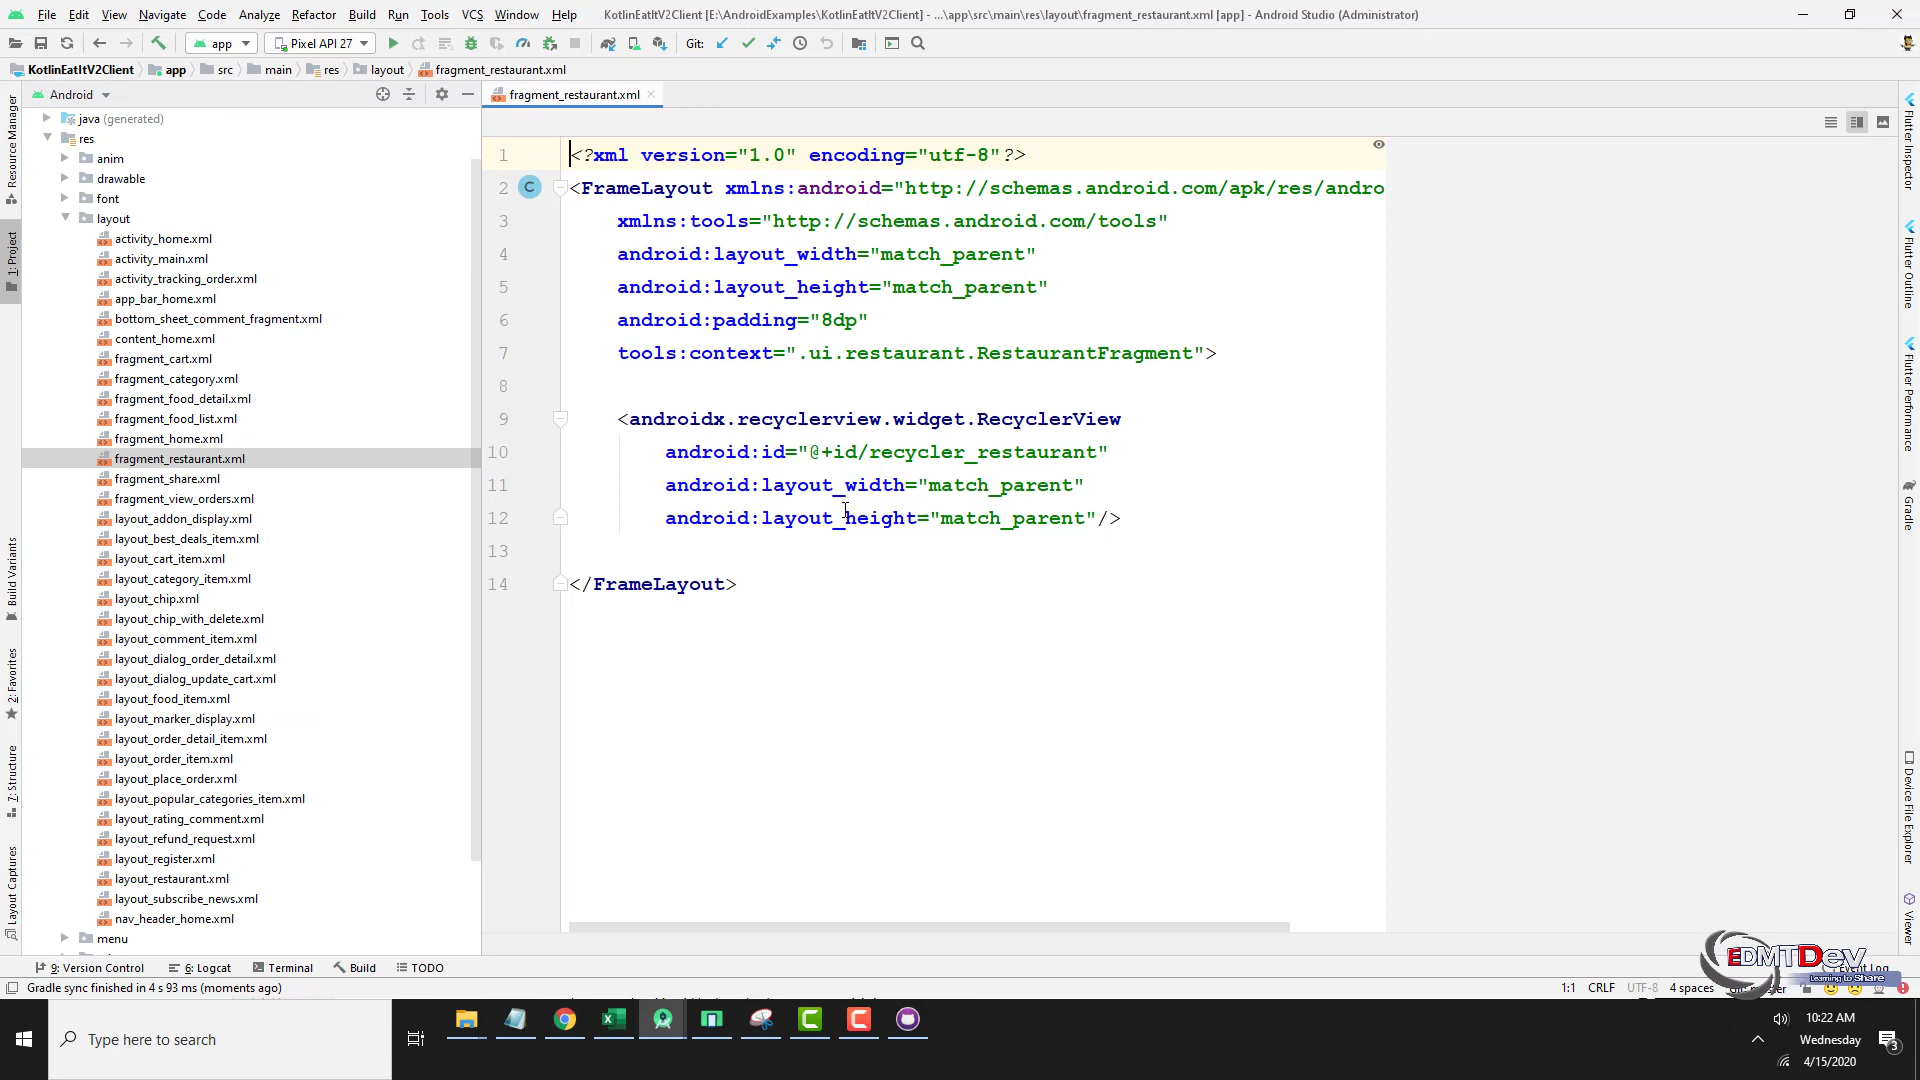 File Edit View Navigate Code Analyze Refactor Build Run Tools VCS Window Help KotlinEatItV2Client [E:\AndroidExamples\KotlinEatItV2Client] - ...\app\src\main\res\layout\fragment_restaurant.xml [app] - Android Studio (Administrator)
app Pixel API 27 Git:
KotlinEatItV2Client app src main res layout fragment_restaurant.xml
Android fragment_restaurant.xml
java (generated)
res
anim
drawable
font
layout
activity_home.xml
activity_main.xml
activity_tracking_order.xml
app_bar_home.xml
bottom_sheet_comment_fragment.xml
content_home.xml
fragment_cart.xml
fragment_category.xml
fragment_food_detail.xml
fragment_food_list.xml
fragment_home.xml
fragment_restaurant.xml
fragment_share.xml
fragment_view_orders.xml
layout_addon_display.xml
layout_best_deals_item.xml
layout_cart_item.xml
layout_category_item.xml
layout_chip.xml
layout_chip_with_delete.xml
layout_comment_item.xml
layout_dialog_order_detail.xml
layout_dialog_update_cart.xml
layout_food_item.xml
layout_marker_display.xml
layout_order_detail_item.xml
layout_order_item.xml
layout_place_order.xml
layout_popular_categories_item.xml
layout_rating_comment.xml
layout_refund_request.xml
layout_register.xml
layout_restaurant.xml
layout_subscribe_news.xml
nav_header_home.xml
menu
1 <?xml version="1.0" encoding="utf-8"?>
2 C <FrameLayout xmlns:android="http://schemas.android.com/apk/res/andro
3 xmlns:tools="http://schemas.android.com/tools"
4 android:layout_width="match_parent"
5 android:layout_height="match_parent"
6 android:padding="8dp"
7 tools:context=".ui.restaurant.RestaurantFragment">
8
9 <androidx.recyclerview.widget.RecyclerView
10 android:id="@+id/recycler_restaurant"
11 android:layout_width="match_parent"
12 android:layout_height="match_parent"/>
13
14 </FrameLayout>
Resource Manager
1: Project
Build Variants
2: Favorites
7: Structure
Layout Captures
Flutter Inspector
Flutter Outline
Flutter Performance
Gradle
Device File Explorer
Viewer
9: Version Control 6: Logcat Terminal Build TODO Event Log
EDMTDev
Learning to Share
Gradle sync finished in 4 s 93 ms (moments ago) 1:1 CRLF UTF-8 4 spaces
Type here to search
10:22 AM
Wednesday
4/15/2020
3